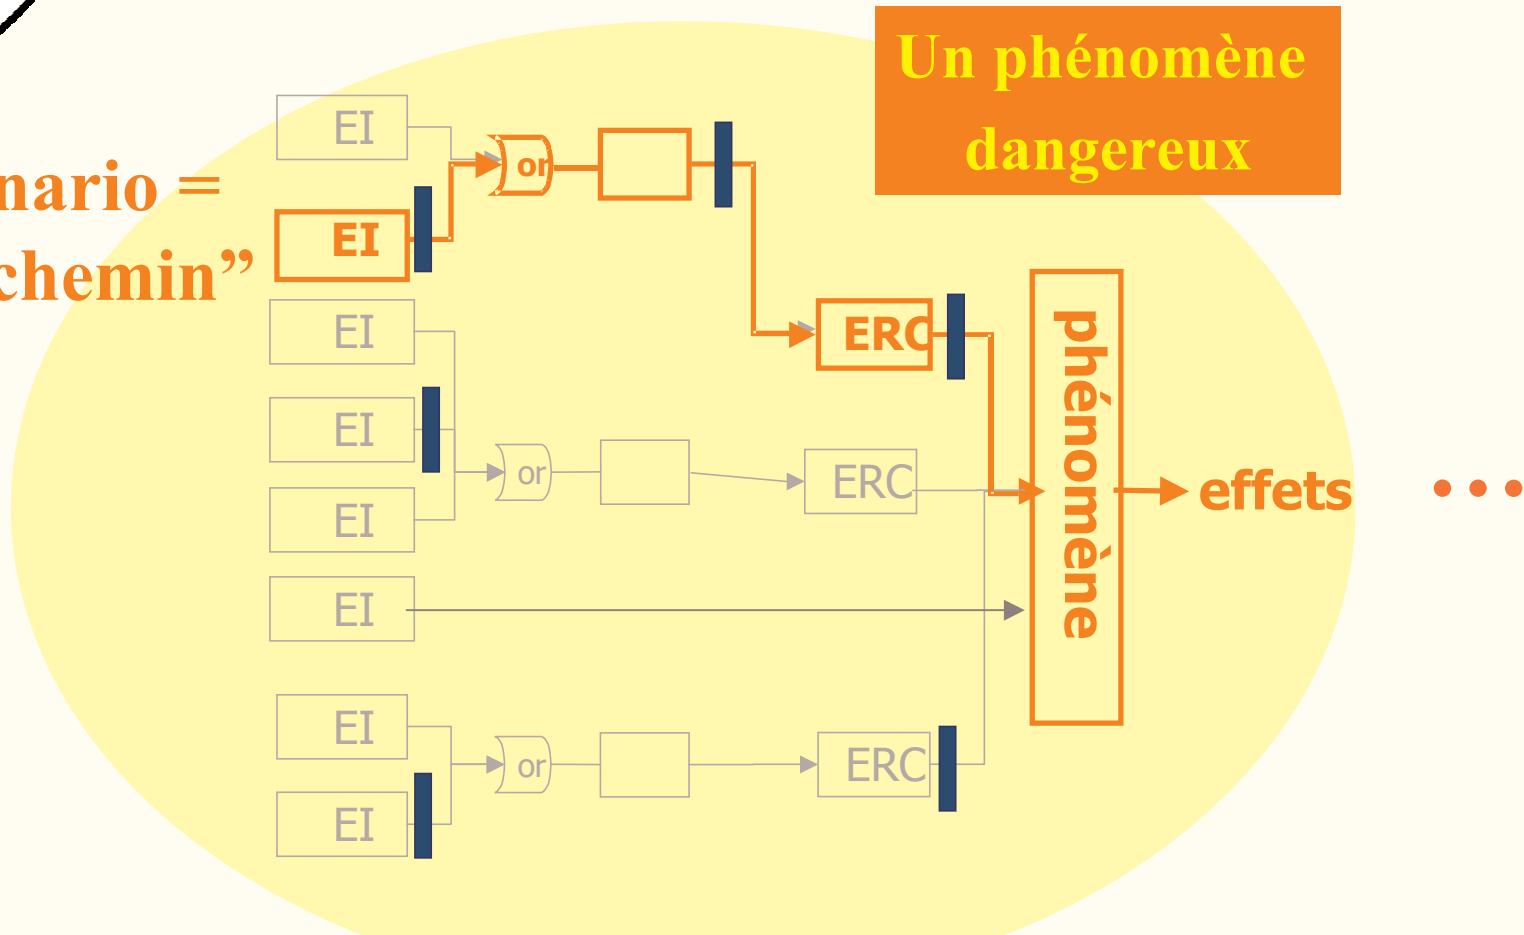 Un phénomène
dangereux
nario =
chemin”
EI
or
EI
ERC
EI
EI
or
ERC
EI
EI
EI
or
ERC
EI
phénomène
effets